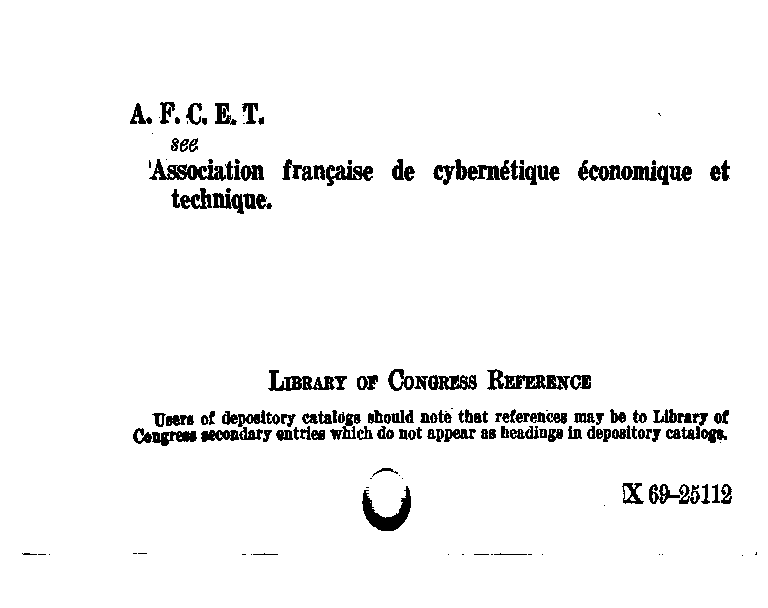 A. F. C. E. T.
see
Association française de cybernétique économique et
technique.
LIBRARY OF CONGRESS REFERENCE
Users of depository catalogs should note that references may be to Library of
Congress secondary entries which do not appear as headings in depository catalogs.
X 69–25112